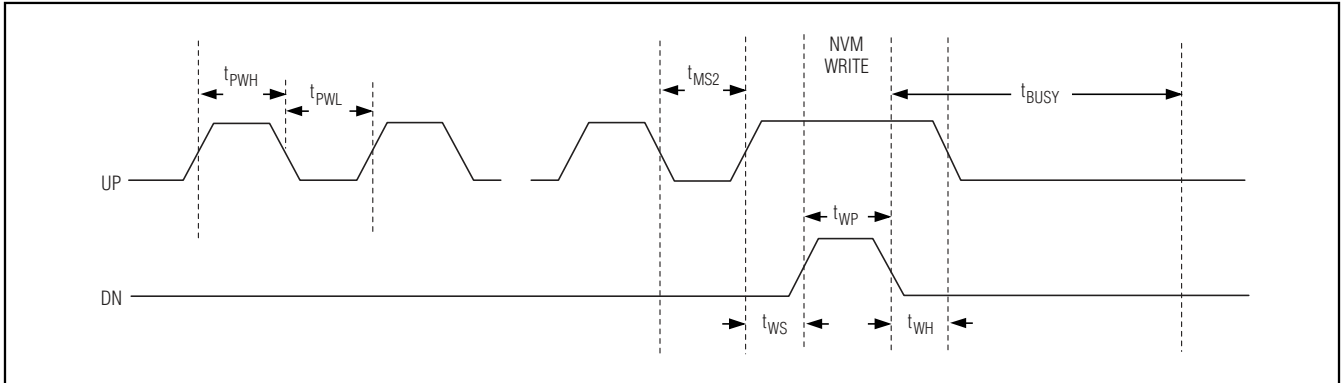 NVM
WRITE
tPWH
tPWL
tMS2
tBUSY
UP
tWP
DN
tWS
tWH